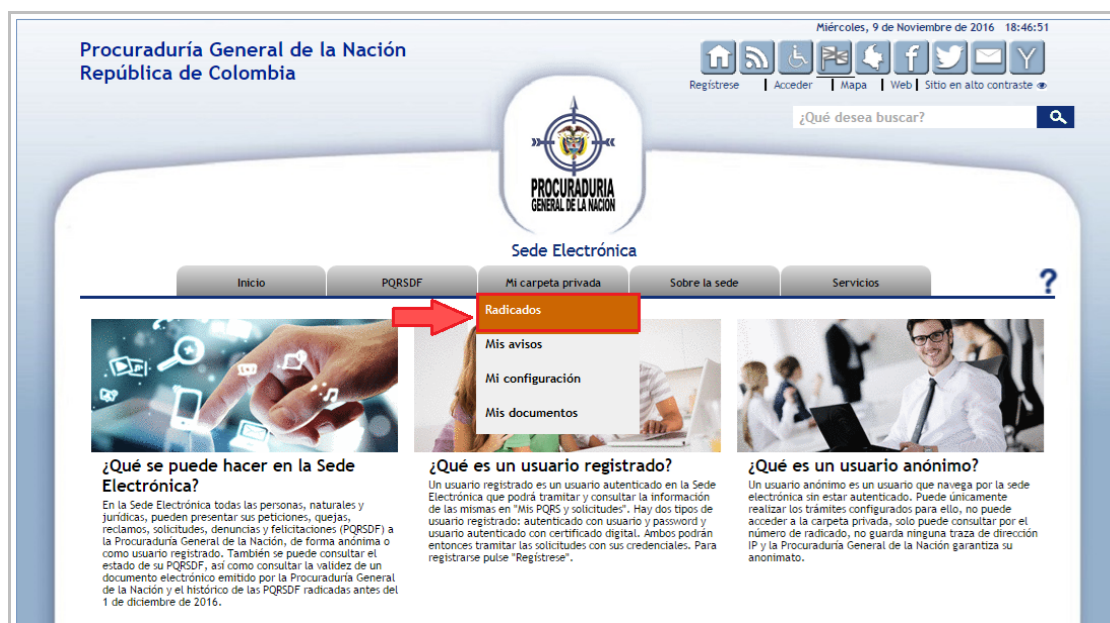 Miércoles, 9 de Noviembre de 2016 18:46:51
Procuraduría General de la Nación
República de Colombia
Regístrese | Acceder | Mapa | Web | Sitio en alto contraste
¿Qué desea buscar?
PROCURADURIA
GENERAL DE LA NACION
Sede Electrónica
Inicio PQRSDF Mi carpeta privada Sobre la sede Servicios ?
Radicados
Mis avisos
Mi configuración
Mis documentos
¿Qué se puede hacer en la Sede
Electrónica?
En la Sede Electrónica todas las personas, naturales y
jurídicas, pueden presentar sus peticiones, quejas,
reclamos, solicitudes, denuncias y felicitaciones (PQRSDF) a
la Procuraduría General de la Nación, de forma anónima o
como usuario registrado. También se puede consultar el
estado de su PQRSDF, así como consultar la validez de un
documento electrónico emitido por la Procuraduría General
de la Nación y el histórico de las PQRSDF radicadas antes del
1 de diciembre de 2016.
¿Qué es un usuario registrado?
Un usuario registrado es un usuario autenticado en la Sede
Electrónica que podrá tramitar y consultar la información
de las mismas en "Mis PQRS y solicitudes". Hay dos tipos de
usuario registrado: autenticado con usuario y password y
usuario autenticado con certificado digital. Ambos podrán
entonces tramitar las solicitudes con sus credenciales. Para
registrarse pulse "Regístrese".
¿Qué es un usuario anónimo?
Un usuario anónimo es un usuario que navega por la sede
electrónica sin estar autenticado. Puede únicamente
realizar los trámites configurados para ello, no puede
acceder a la carpeta privada, solo puede consultar por el
número de radicado, no guarda ninguna traza de dirección
IP y la Procuraduría General de la Nación garantiza su
anonimato.